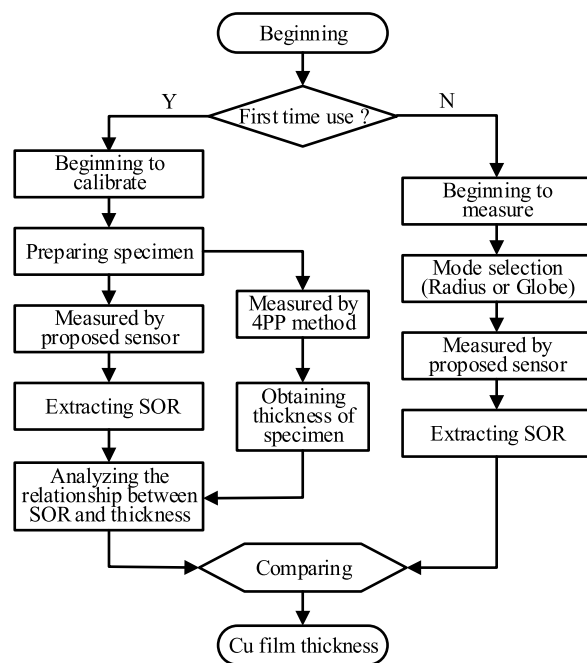 Beginning
Y
First time use ?
N
Beginning to
calibrate
Preparing specimen
Measured by
proposed sensor
Extracting SOR
Measured by
4PP method
Obtaining
thickness of
specimen
Analyzing the
relationship between
SOR and thickness
Beginning to
measure
Mode selection
(Radius or Globe)
Measured by
proposed sensor
Extracting SOR
Comparing
Cu film thickness